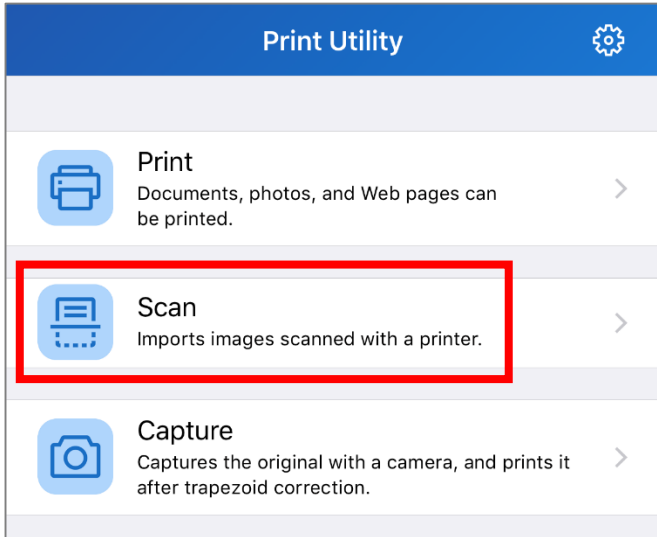 Print Utility
Print
Documents, photos, and Web pages can
be printed.
Scan
Imports images scanned with a printer.
Capture
Captures the original with a camera, and prints it
after trapezoid correction.